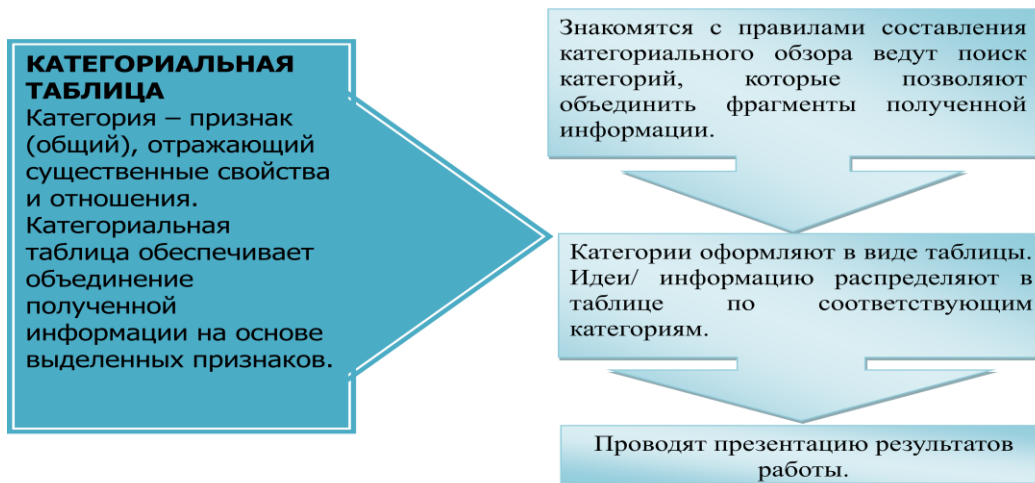 КАТЕГОРИАЛЬНАЯ
ТАБЛИЦА
Категория – признак
(общий), отражающий
существенные свойства
и отношения.
Категориальная
таблица обеспечивает
объединение
полученной
информации на основе
выделенных признаков.
Знакомятся с правилами составления
категориального обзора ведут поиск
категорий, которые позволяют
объединить фрагменты полученной
информации.
Категории оформляют в виде таблицы.
Идеи/ информацию распределяют в
таблице по соответствующим
категориям.
Проводят презентацию результатов
работы.